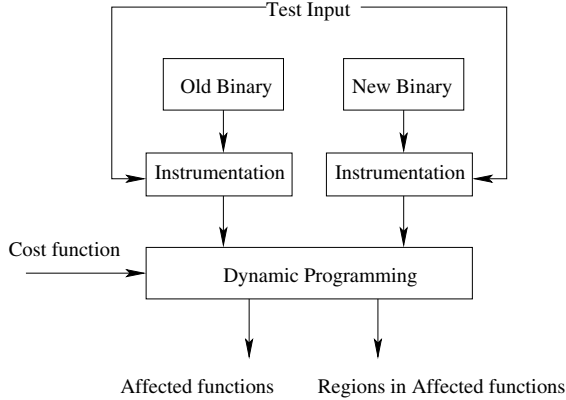 Test Input
Old Binary
New Binary
Instrumentation
Instrumentation
Cost function
Dynamic Programming
Affected functions
Regions in Affected functions